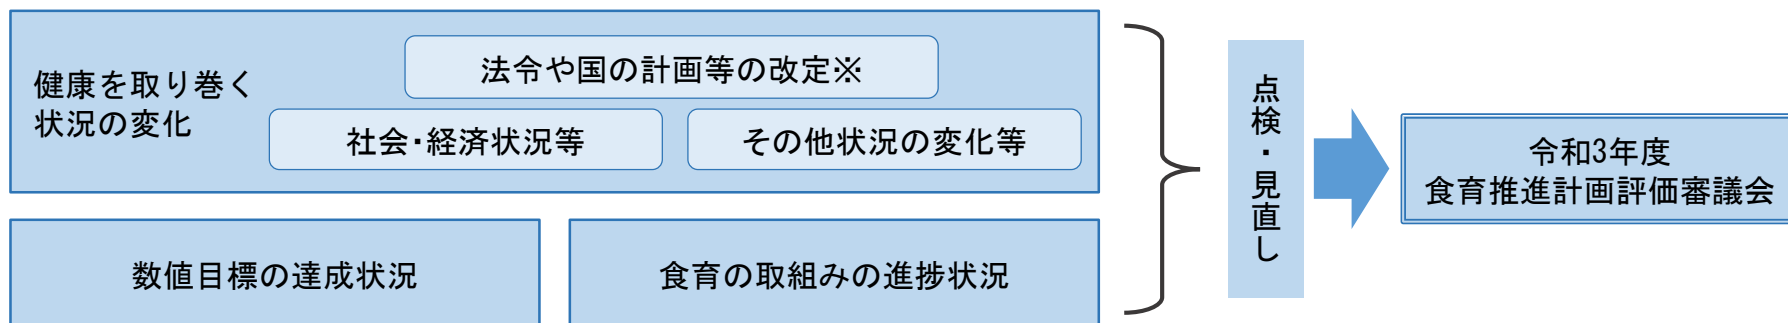 健康を取り巻く
状況の変化
法令や国の計画等の改定※
社会・経済状況等
その他状況の変化等
数値目標の達成状況
食育の取組みの進捗状況
点検・見直し
令和3年度
食育推進計画評価審議会